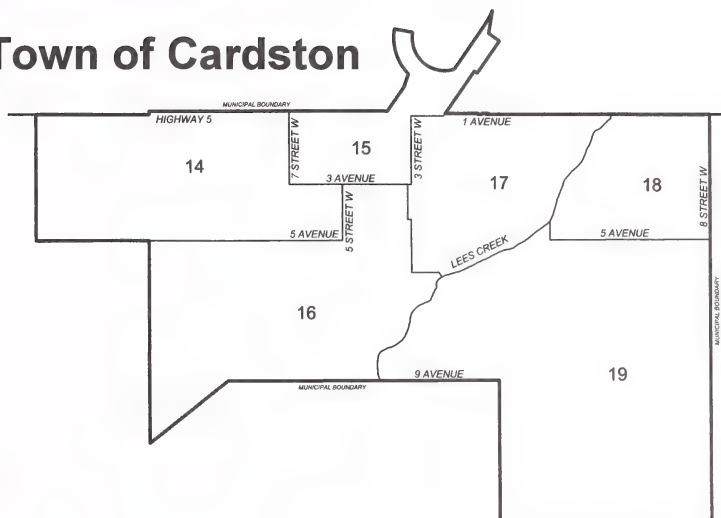 Town of Cardston
MUNICIPAL BOUNDARY
HIGHWAY 5
1 AVENUE
7 STREET W
15
3 STREET W
14
17
18
3 AVENUE
8 STREET W
5 STREET W
5 AVENUE
5 AVENUE
LEES CREEK
MUNICIPAL BOUNDARY
16
9 AVENUE
19
MUNICIPAL BOUNDARY